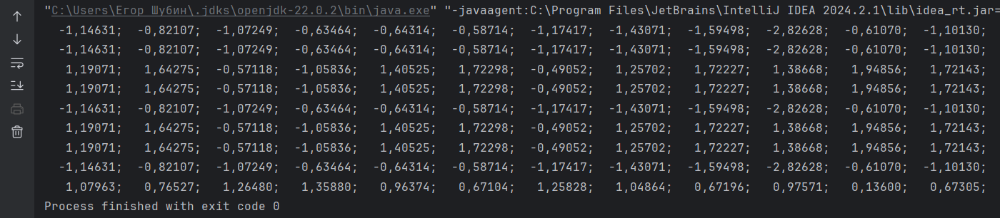 "C:\Users\Егор Шубин\.jdks\openjdk-22.0.2\bin\java.exe" "-javaagent:C:\Program Files\JetBrains\IntelliJ IDEA 2024.2.1\lib\idea_rt.jar=
-1,14631; -0,82107; -1,07249; -0,63464; -0,64314; -0,58714; -1,17417; -1,43071; -1,59498; -2,82628; -0,61070; -1,10130;
-1,14631; -0,82107; -1,07249; -0,63464; -0,64314; -0,58714; -1,17417; -1,43071; -1,59498; -2,82628; -0,61070; -1,10130;
1,19071; 1,64275; -0,57118; -1,05836; 1,40525; 1,72298; -0,49052; 1,25702; 1,72227; 1,38668; 1,94856; 1,72143;
1,19071; 1,64275; -0,57118; -1,05836; 1,40525; 1,72298; -0,49052; 1,25702; 1,72227; 1,38668; 1,94856; 1,72143;
-1,14631; -0,82107; -1,07249; -0,63464; -0,64314; -0,58714; -1,17417; -1,43071; -1,59498; -2,82628; -0,61070; -1,10130;
1,19071; 1,64275; -0,57118; -1,05836; 1,40525; 1,72298; -0,49052; 1,25702; 1,72227; 1,38668; 1,94856; 1,72143;
1,19071; 1,64275; -0,57118; -1,05836; 1,40525; 1,72298; -0,49052; 1,25702; 1,72227; 1,38668; 1,94856; 1,72143;
-1,14631; -0,82107; -1,07249; -0,63464; -0,64314; -0,58714; -1,17417; -1,43071; -1,59498; -2,82628; -0,61070; -1,10130;
1,07963; 0,76527; 1,26480; 1,35880; 0,96374; 0,67104; 1,25828; 1,04864; 0,67196; 0,97571; 0,13600; 0,67305;
Process finished with exit code 0